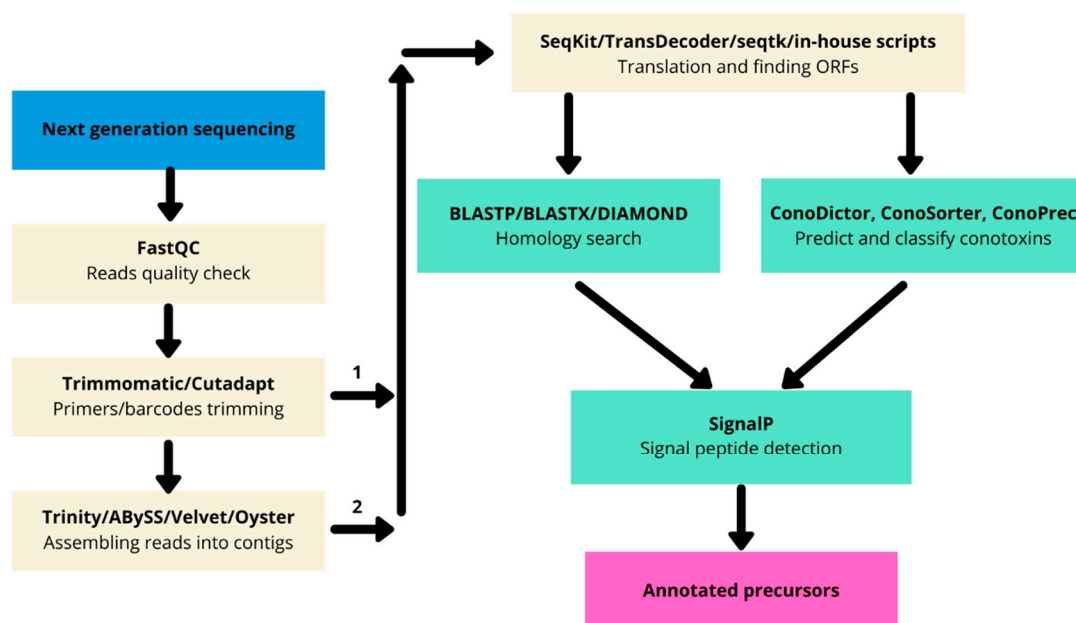 Next generation sequencing
FastQC
Reads quality check
Trimmomatic/Cutadapt
Primers/barcodes trimming
1
Trinity/ABySS/Velvet/Oyster
Assembling reads into contigs
2
SeqKit/TransDecoder/seqtk/in-house scripts
Translation and finding ORFs
BLASTP/BLASTX/DIAMOND
Homology search
ConoDictor, ConoSorter, ConoPrec
Predict and classify conotoxins
SignalP
Signal peptide detection
Annotated precursors